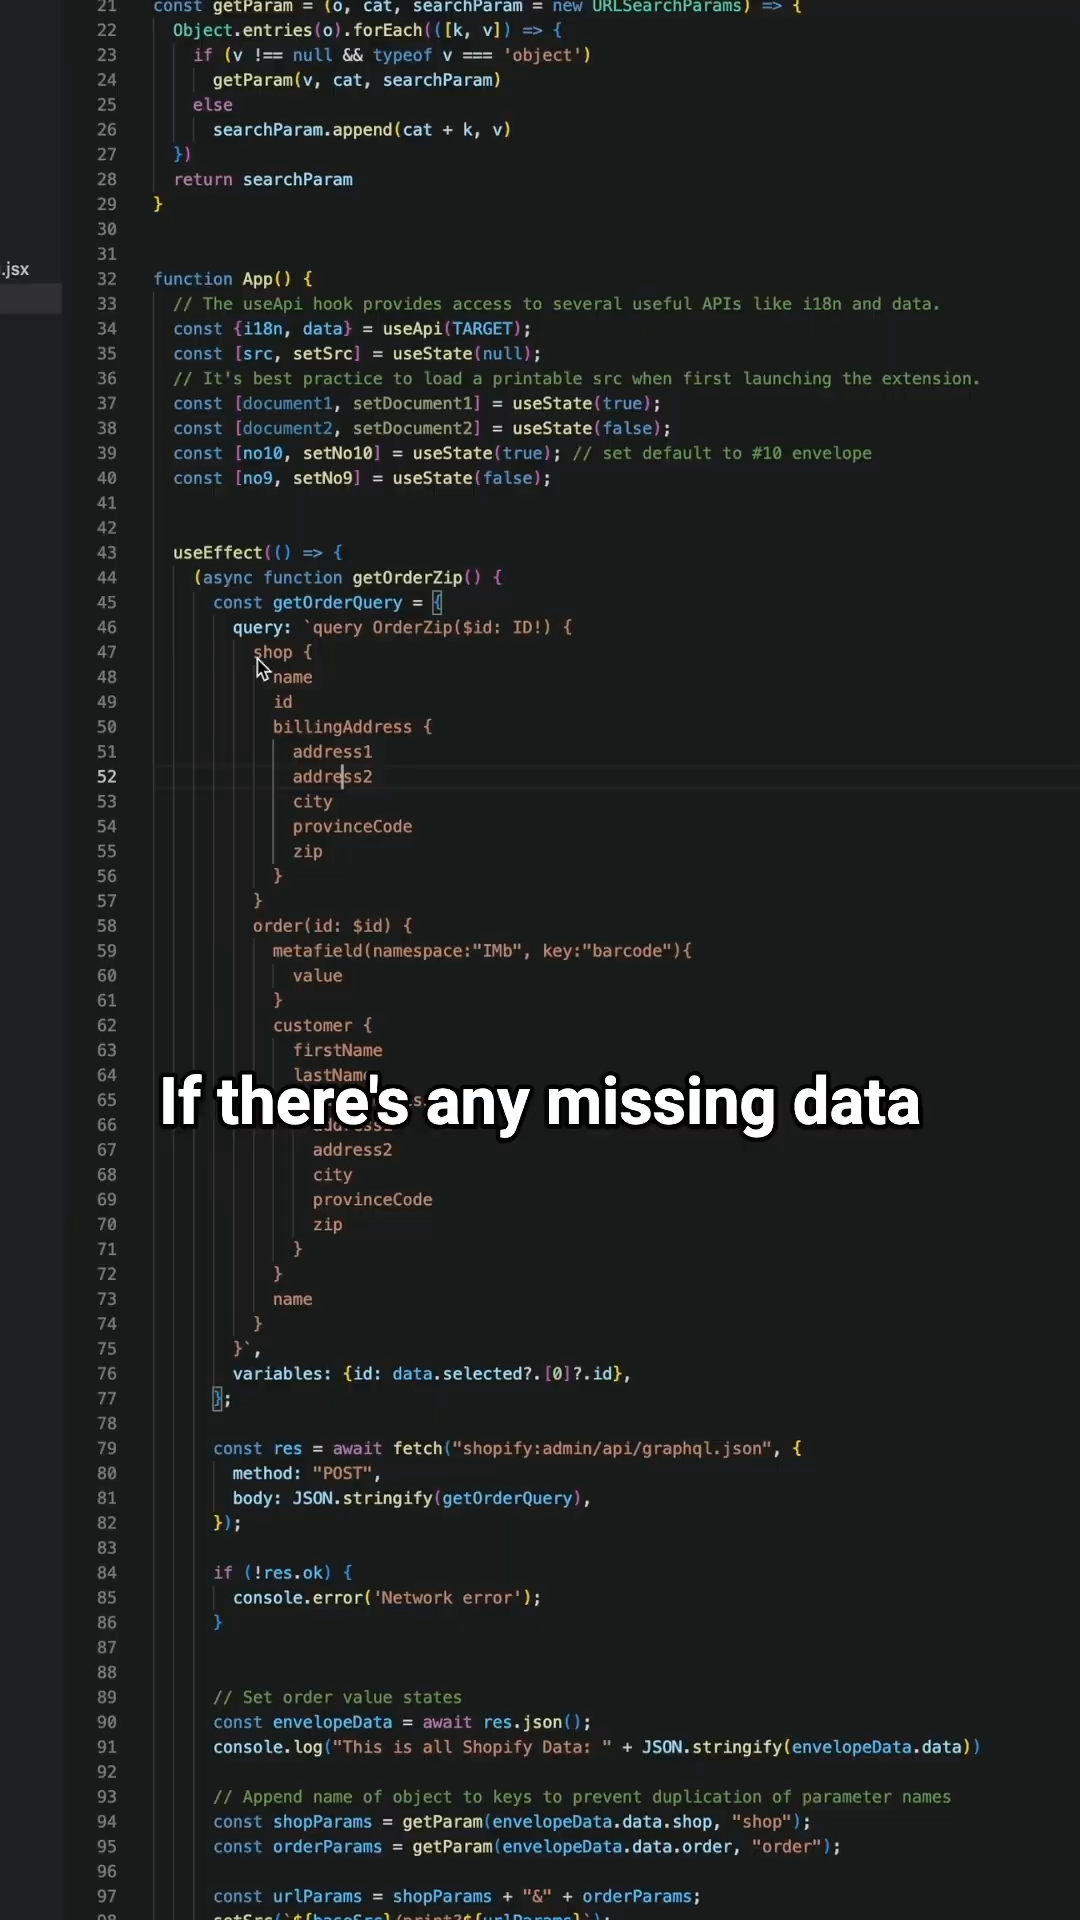 21 const getParam = (o, cat, searchParam = new URLSearchParams) => {
22 Object.entries(o).forEach(([k, v]) => {
23 if (v !== null && typeof v === 'object')
24 getParam(v, cat, searchParam)
25 else
26 searchParam.append(cat + k, v)
27 })
28 return searchParam
29 }
30
31
.jsx
32 function App() {
33 // The useApi hook provides access to several useful APIs like i18n and data.
34 const {i18n, data} = useApi(TARGET);
35 const [src, setSrc] = useState(null);
36 // It's best practice to load a printable src when first launching the extension.
37 const [document1, setDocument1] = useState(true);
38 const [document2, setDocument2] = useState(false);
39 const [no10, setNo10] = useState(true); // set default to #10 envelope
40 const [no9, setNo9] = useState(false);
41
42
43 useEffect(() => {
44 (async function getOrderZip() {
45 const getOrderQuery = {
46 query: `query OrderZip($id: ID!) {
47 shop {
48 name
49 id
50 billingAddress {
51 address1
52 address2
53 city
54 provinceCode
55 zip
56 }
57 }
58 order(id: $id) {
59 metafield(namespace:"IMb", key:"barcode"){
60 value
61 }
62 customer {
63 firstName
64 lastName
If there's any missing data
65
66
67 address2
68 city
69 provinceCode
70 zip
71 }
72 }
73 name
74 }
75 }`,
76 variables: {id: data.selected?.[0]?.id},
77 };
78
79 const res = await fetch("shopify:admin/api/graphql.json", {
80 method: "POST",
81 body: JSON.stringify(getOrderQuery),
82 });
83
84 if (!res.ok) {
85 console.error('Network error');
86 }
87
88
89 // Set order value states
90 const envelopeData = await res.json();
91 console.log("This is all Shopify Data: " + JSON.stringify(envelopeData.data))
92
93 // Append name of object to keys to prevent duplication of parameter names
94 const shopParams = getParam(envelopeData.data.shop, "shop");
95 const orderParams = getParam(envelopeData.data.order, "order");
96
97 const urlParams = shopParams + "&" + orderParams;
98 setSrc(`${baseSrc}/print?${urlParams}`);